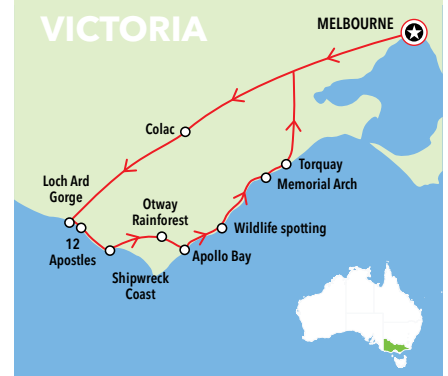 VICTORIA
MELBOURNE
Colac
Loch Ard
Gorge
12
Apostles
Otway
Rainforest
Shipwreck
Coast
Apollo Bay
Wildlife spotting
Memorial Arch
Torquay